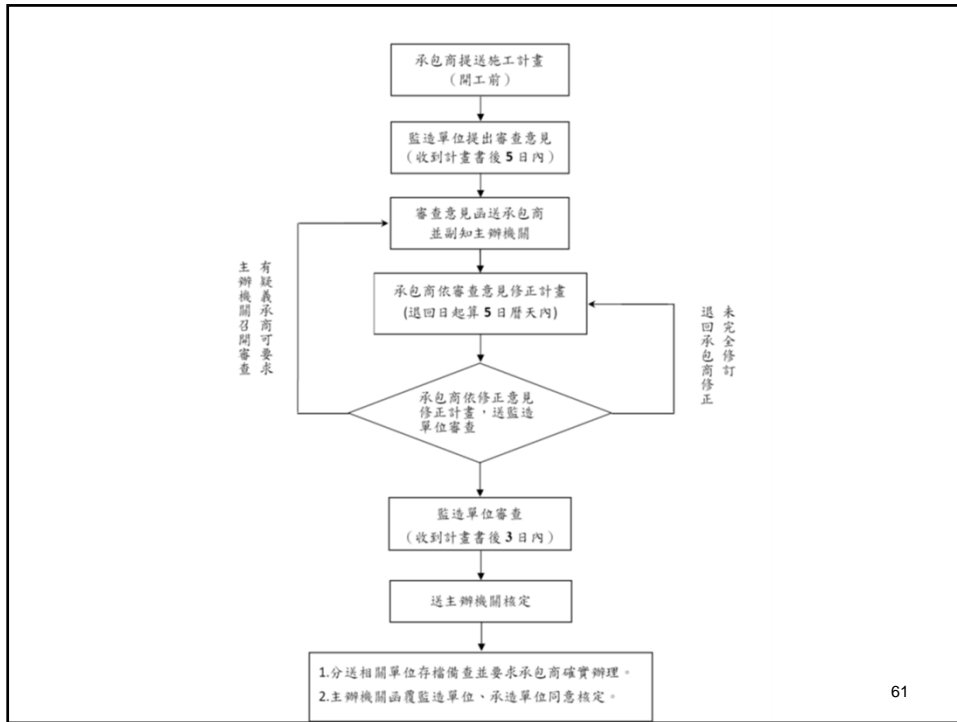 承包商提送施工計畫
（開工前）
監造單位提出審查意見
（收到計畫書後 5 日內）
審查意見函送承包商
並副知主辦機關
有疑義承商可要求
主辦機關召開審查
承包商依審查意見修正計畫
(退回日起算 5 日曆天內)
未完全修訂
退回承包商修正
承包商依修正意見
修正計畫，送監造
單位審查
監造單位審查
（收到計畫書後 3 日內）
送主辦機關核定
1.分送相關單位存檔備查並要求承包商確實辦理。
2.主辦機關函覆監造單位、承造單位同意核定。
61